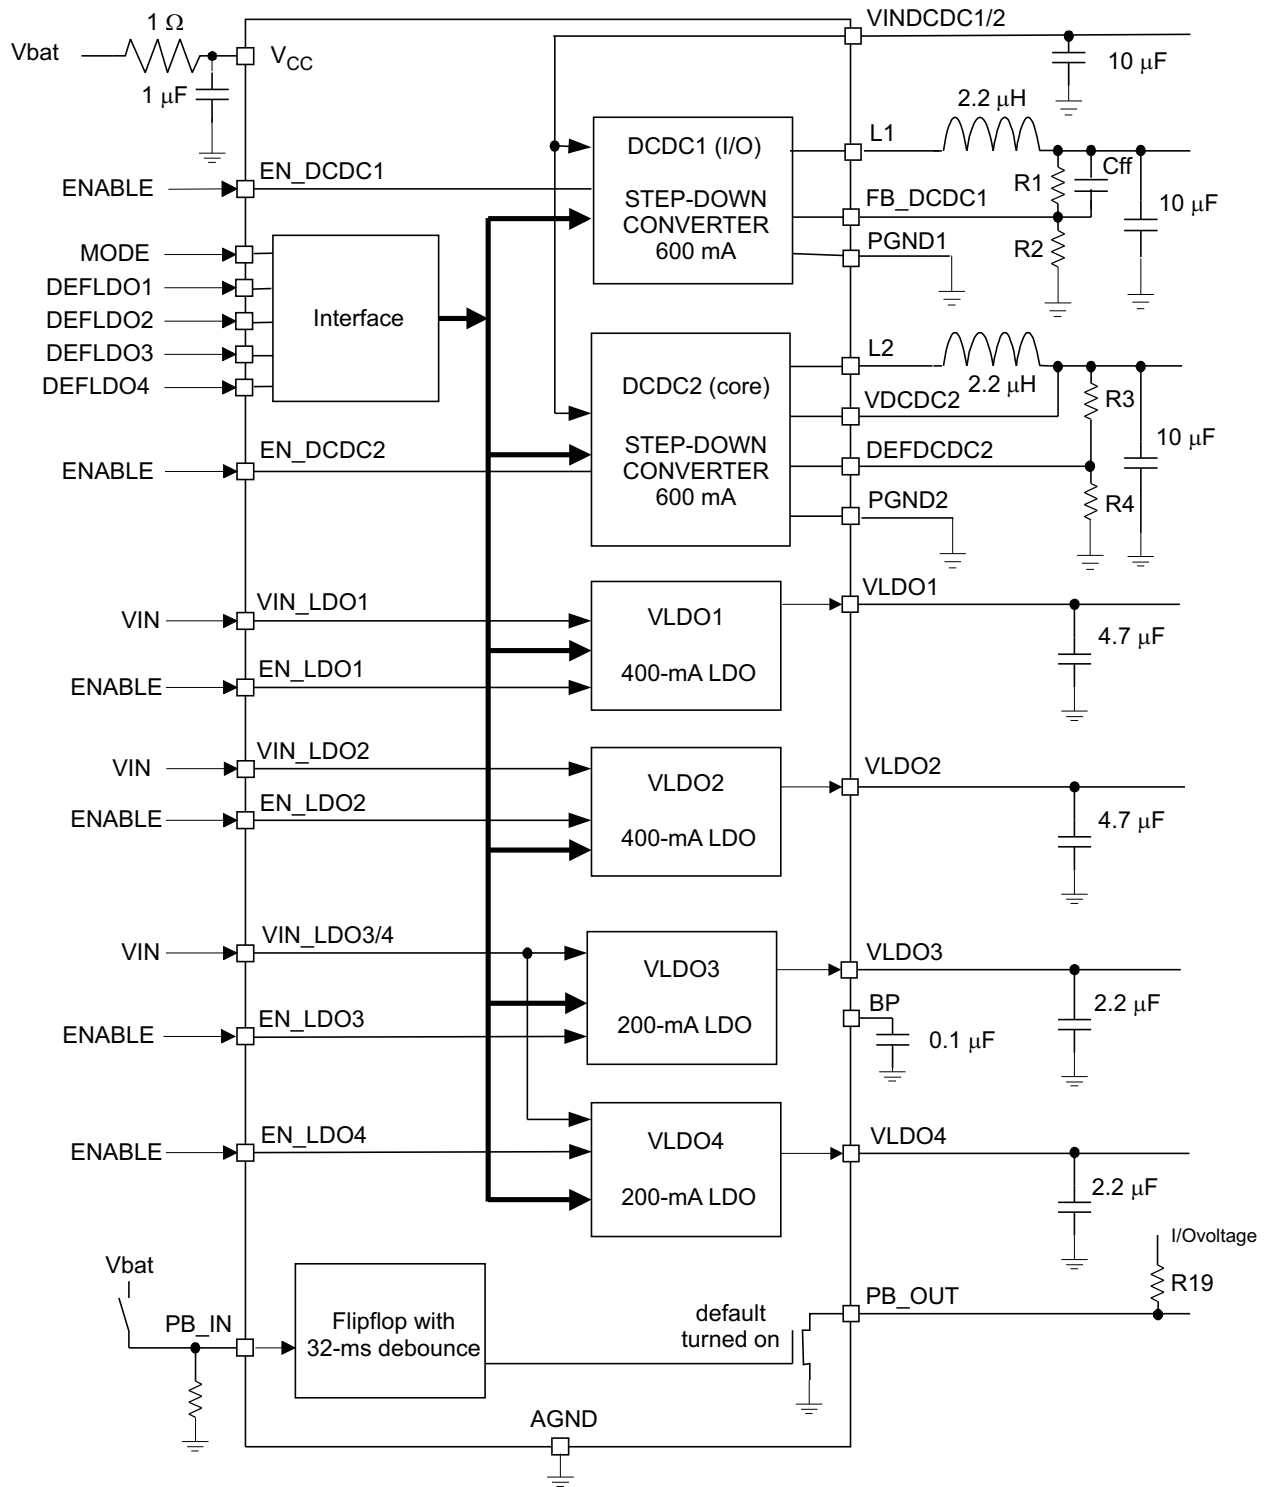 1 Ω
Vbat
VCC
1 μF
VINDCDC1/2
10 μF
2.2 μH
L1
DCDC1 (I/O)
STEP-DOWN
CONVERTER
600 mA
Cff
R1
ENABLE
EN_DCDC1
FB_DCDC1
10 μF
R2
PGND1
MODE
DEFLDO1
DEFLDO2
DEFLDO3
DEFLDO4
Interface
L2
2.2 μH
DCDC2 (core)
STEP-DOWN
CONVERTER
600 mA
VDCDC2
R3
10 μF
ENABLE
EN_DCDC2
DEFDCDC2
R4
PGND2
VIN
VIN_LDO1
VLDO1
400-mA LDO
VLDO1
4.7 μF
ENABLE
EN_LDO1
VIN
VIN_LDO2
VLDO2
400-mA LDO
VLDO2
4.7 μF
ENABLE
EN_LDO2
VIN
VIN_LDO3/4
VLDO3
200-mA LDO
VLDO3
2.2 μF
BP
0.1 μF
ENABLE
EN_LDO3
ENABLE
EN_LDO4
VLDO4
200-mA LDO
VLDO4
2.2 μF
I/Ovoltage
R19
Vbat
PB_IN
Flipflop with
32-ms debounce
default
turned on
PB_OUT
AGND